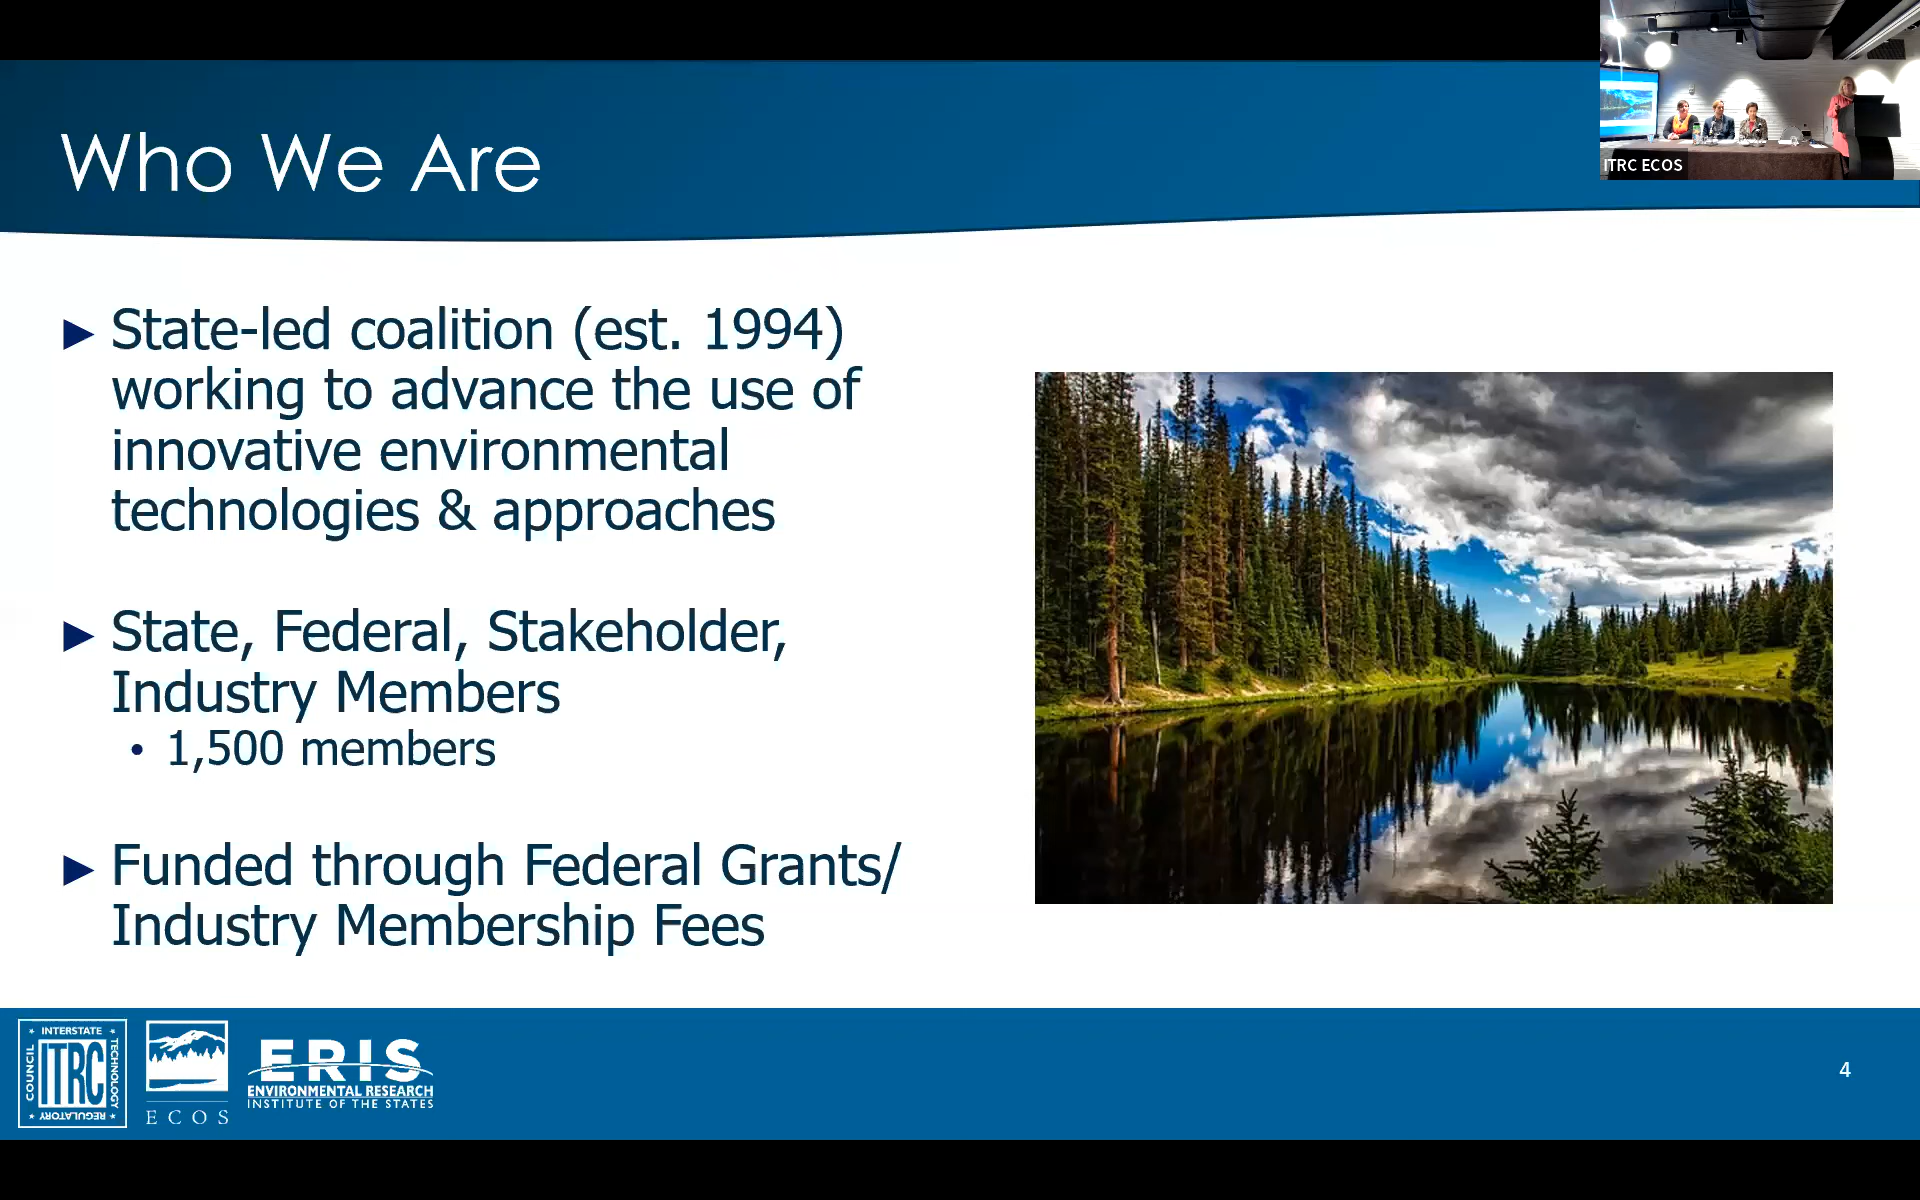 Who We Are
ITRC ECOS
► State-led coalition (est. 1994)
working to advance the use of
innovative environmental
technologies & approaches
► State, Federal, Stakeholder,
Industry Members
• 1,500 members
► Funded through Federal Grants/
Industry Membership Fees
INTERSTATE
TECHNOLOGY
REGULATORY
COUNCIL
ITRC
ECOS
ERIS
ENVIRONMENTAL RESEARCH
INSTITUTE OF THE STATES
4